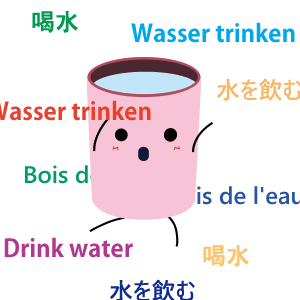 喝水
Wasser trinken
水を飲む
Wasser trinken
Bois de
is de l'eau
Drink water
喝水
水を飲む